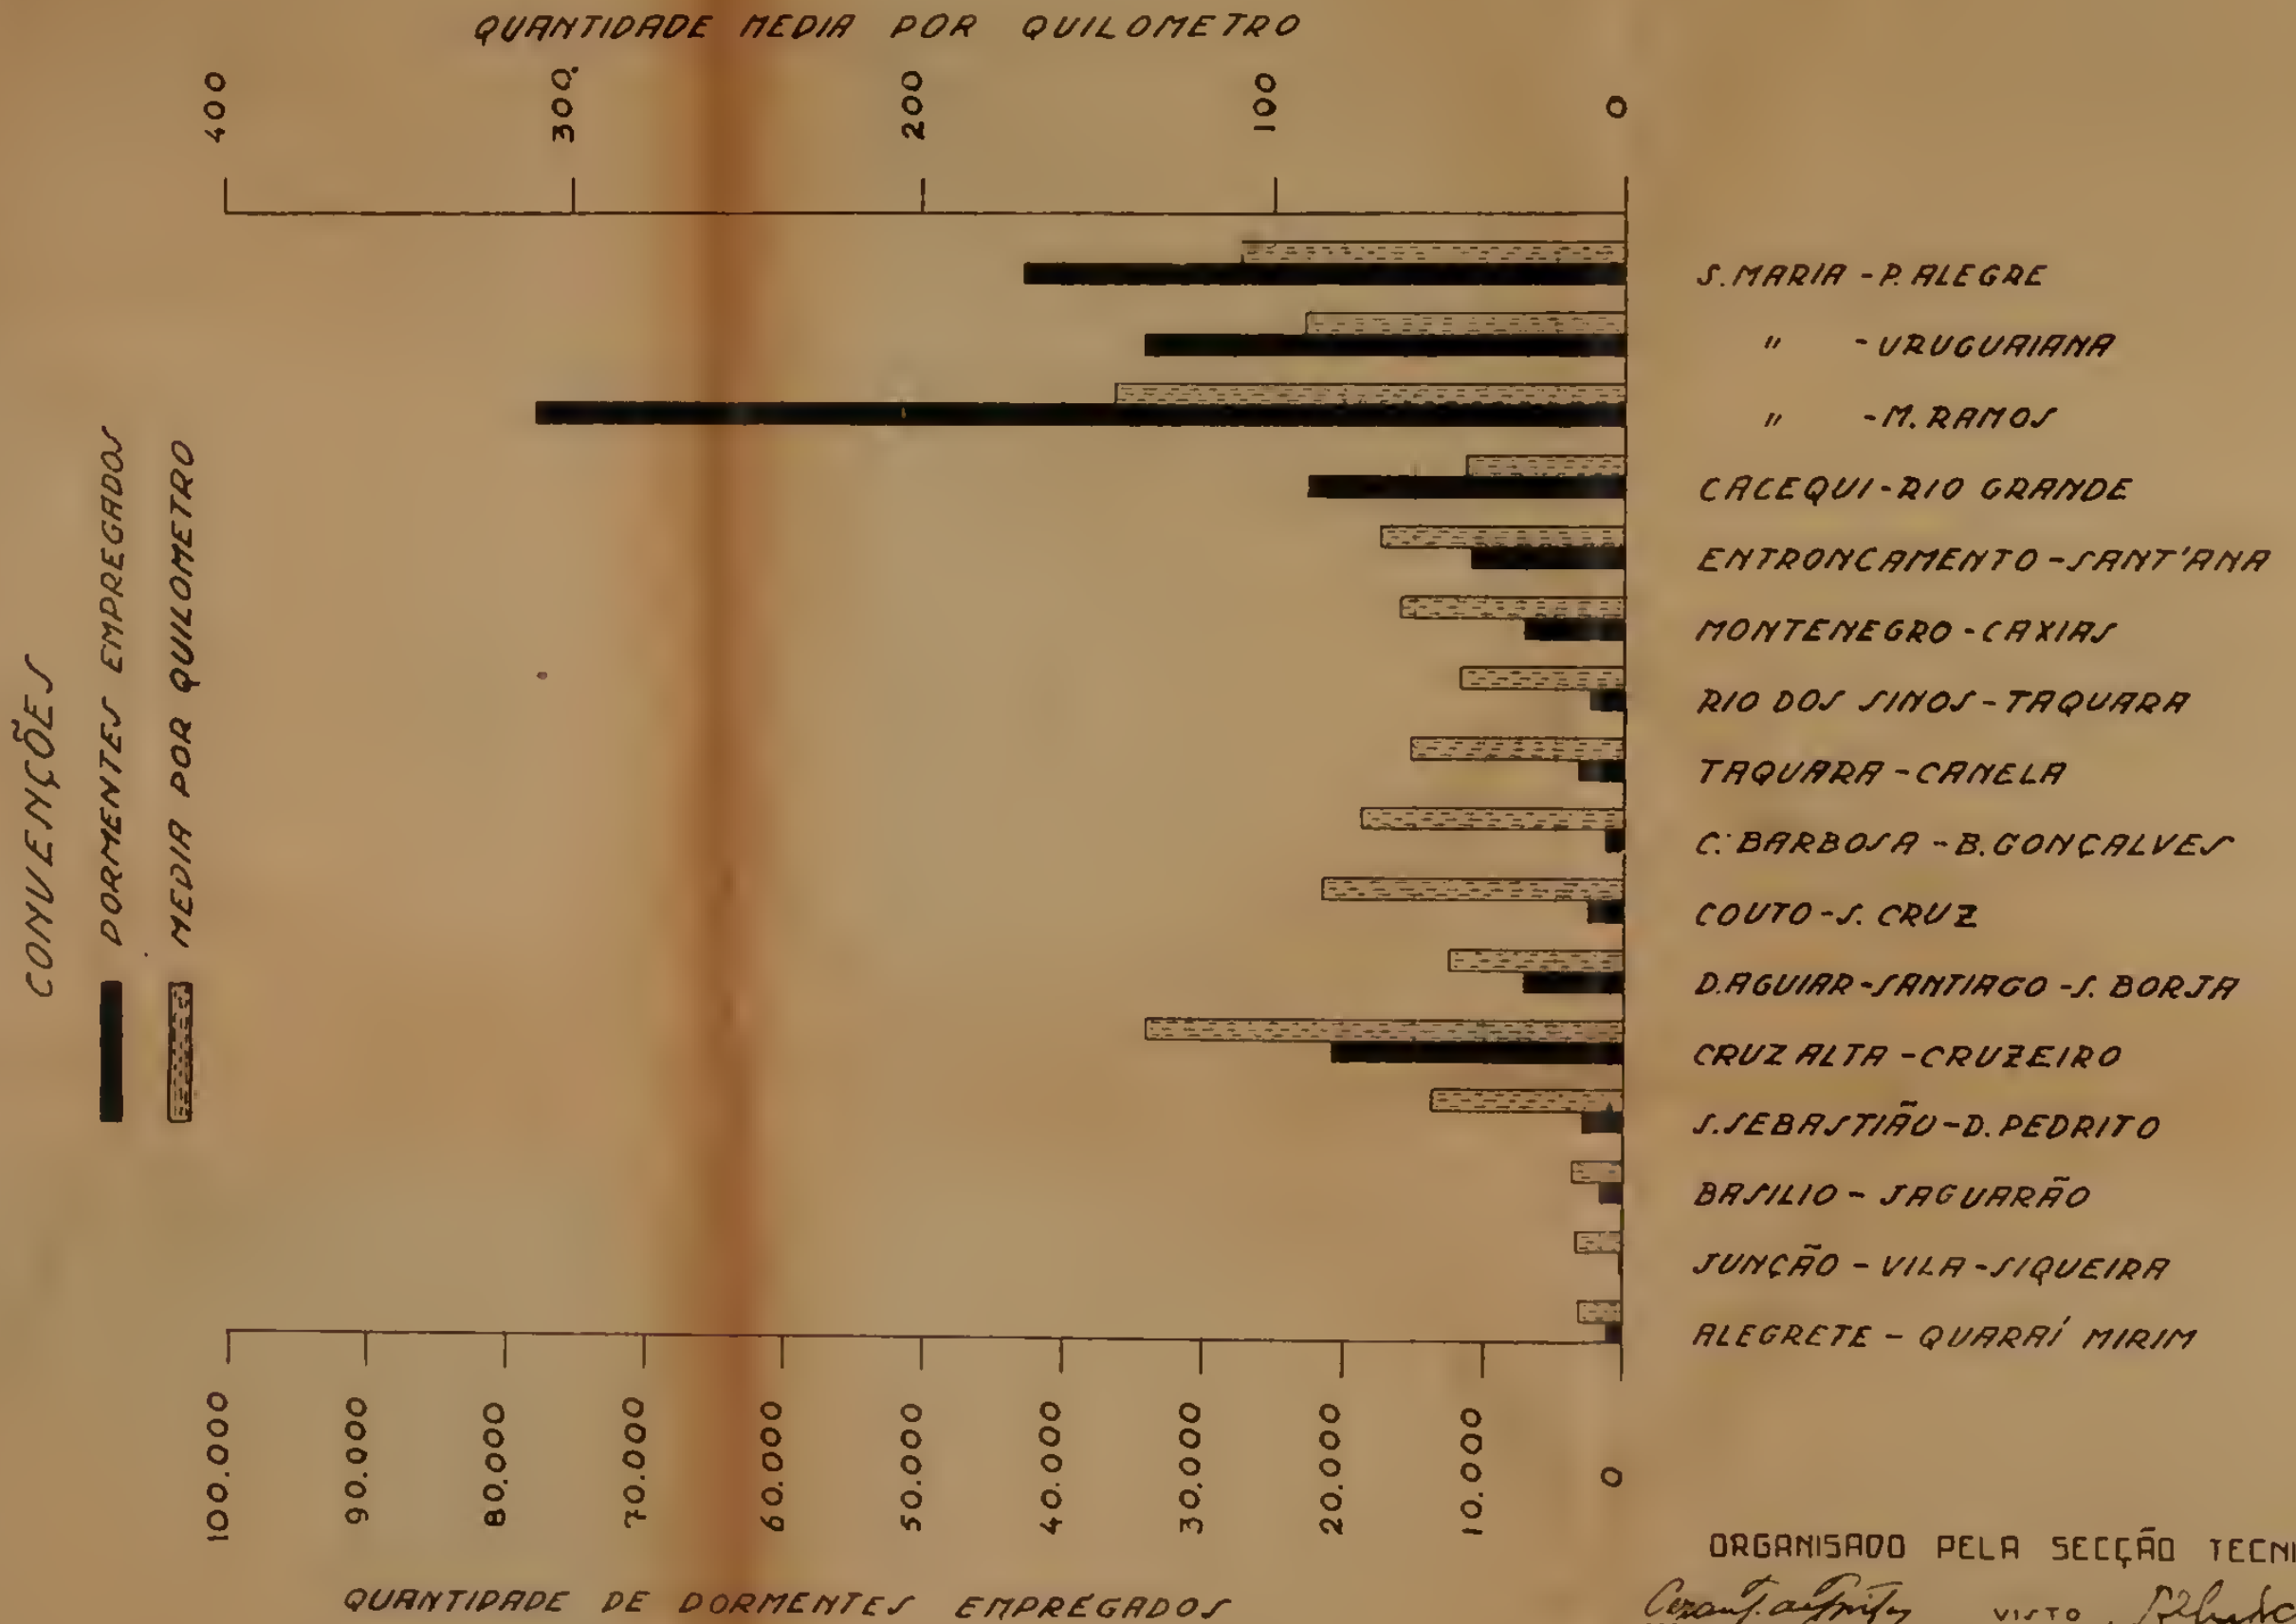 QUANTIDADE MEDIA POR QUILOMETRO
400 300. 200 100 0
CONVENÇÕES
DORMENTES EMPREGADOS
MEDIA POR QUILOMETRO
S. MARIA - P. ALEGRE
" - URUGUAIANA
" - M. RAMOS
CACEQUI - RIO GRANDE
ENTRONCAMENTO - SANT'ANA
MONTENEGRO - CAXIAS
RIO DOS SINOS - TAQUARA
TAQUARA - CANELA
C. BARBOSA - B. GONÇALVES
COUTO - S. CRUZ
D. AGUIAR - SANTIAGO - S. BORJA
CRUZ ALTA - CRUZEIRO
S. SEBASTIÃO - D. PEDRITO
BASILIO - JAGUARÃO
JUNÇÃO - VILA - SIQUEIRA
ALEGRETE - QUARAÍ MIRIM
100.000 90.000 80.000 70.000 60.000 50.000 40.000 30.000 20.000 10.000 0
QUANTIDADE DE DORMENTES EMPRÉGADOS
ORGANISADO PELA SECÇÃO TECNI
VISTO